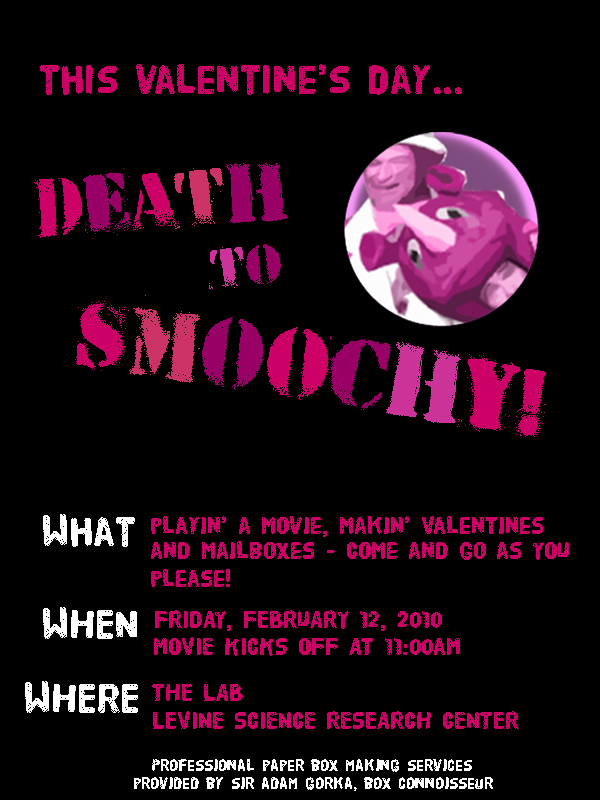 THIS VALENTINE'S DAY...
DEATH
TO
SMOOCHY!
WHAT PLAYIN' A MOVIE, MAKIN' VALENTINES
AND MAILBOXES - COME AND GO AS YOU
PLEASE!
WHEN FRIDAY, FEBRUARY 12, 2010
MOVIE KICKS OFF AT 11:00AM
WHERE THE LAB
LEVINE SCIENCE RESEARCH CENTER
PROFESSIONAL PAPER BOX MAKING SERVICES
PROVIDED BY SIR ADAM GORKA, BOX CONNOISSEUR